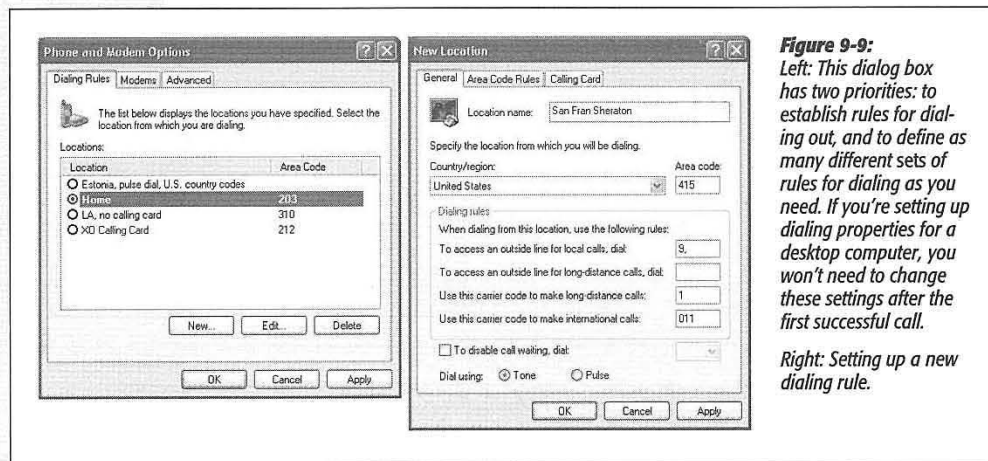 Phone and Modem Options
Dialing Rules Modems Advanced
The list below displays the locations you have specified. Select the
location from which you are dialing.
Locations:
Location Area Code
Estonia, pulse dial, U.S. country codes
Home 203
LA, no calling card 310
XO Calling Card 212
New... Edit... Delete
OK Cancel Apply
New Location
General Area Code Rules Calling Card
Location name: San Fran Sheraton
Specify the location from which you will be dialing.
Country/region: Area code:
United States 415
Dialing rules
When dialing from this location, use the following rules:
To access an outside line for local calls, dial: 9,
To access an outside line for long-distance calls, dial:
Use this carrier code to make long-distance calls: 1
Use this carrier code to make international calls: 011
To disable call waiting, dial:
Dial using: Tone Pulse
OK Cancel Apply
Figure 9-9:
Left: This dialog box
has two priorities: to
establish rules for dial-
ing out, and to define as
many different sets of
rules for dialing as you
need. If you're setting up
dialing properties for a
desktop computer, you
won't need to change
these settings after the
first successful call.
Right: Setting up a new
dialing rule.